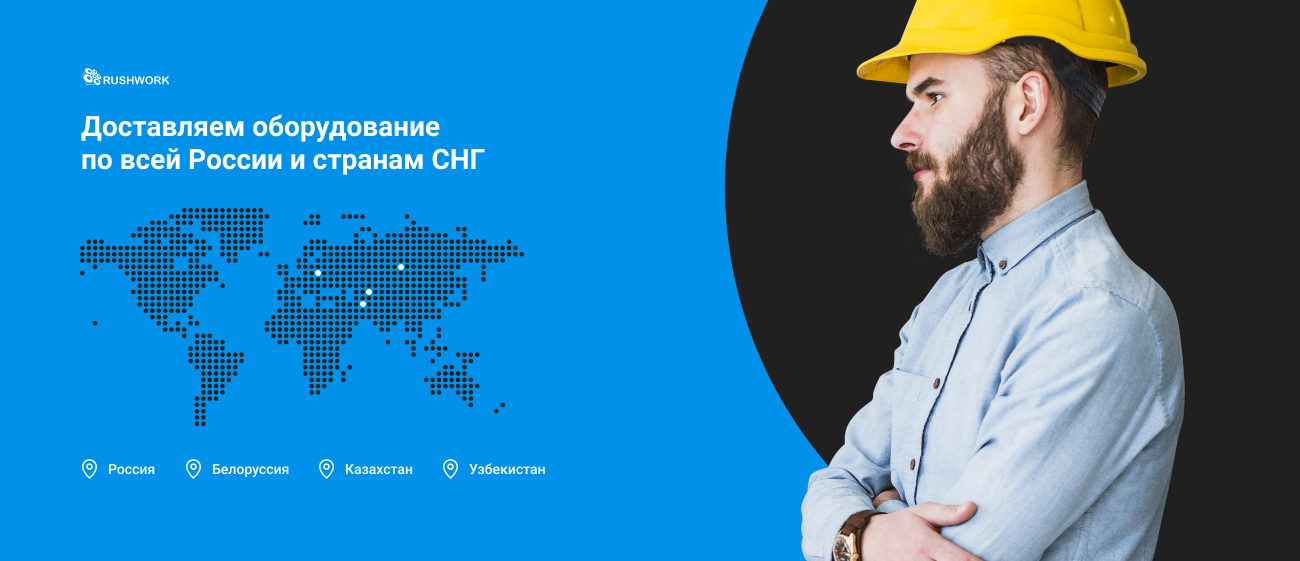 RUSHWORK
Доставляем оборудование
по всей России и странам СНГ
Россия
Белоруссия
Казахстан
Узбекистан